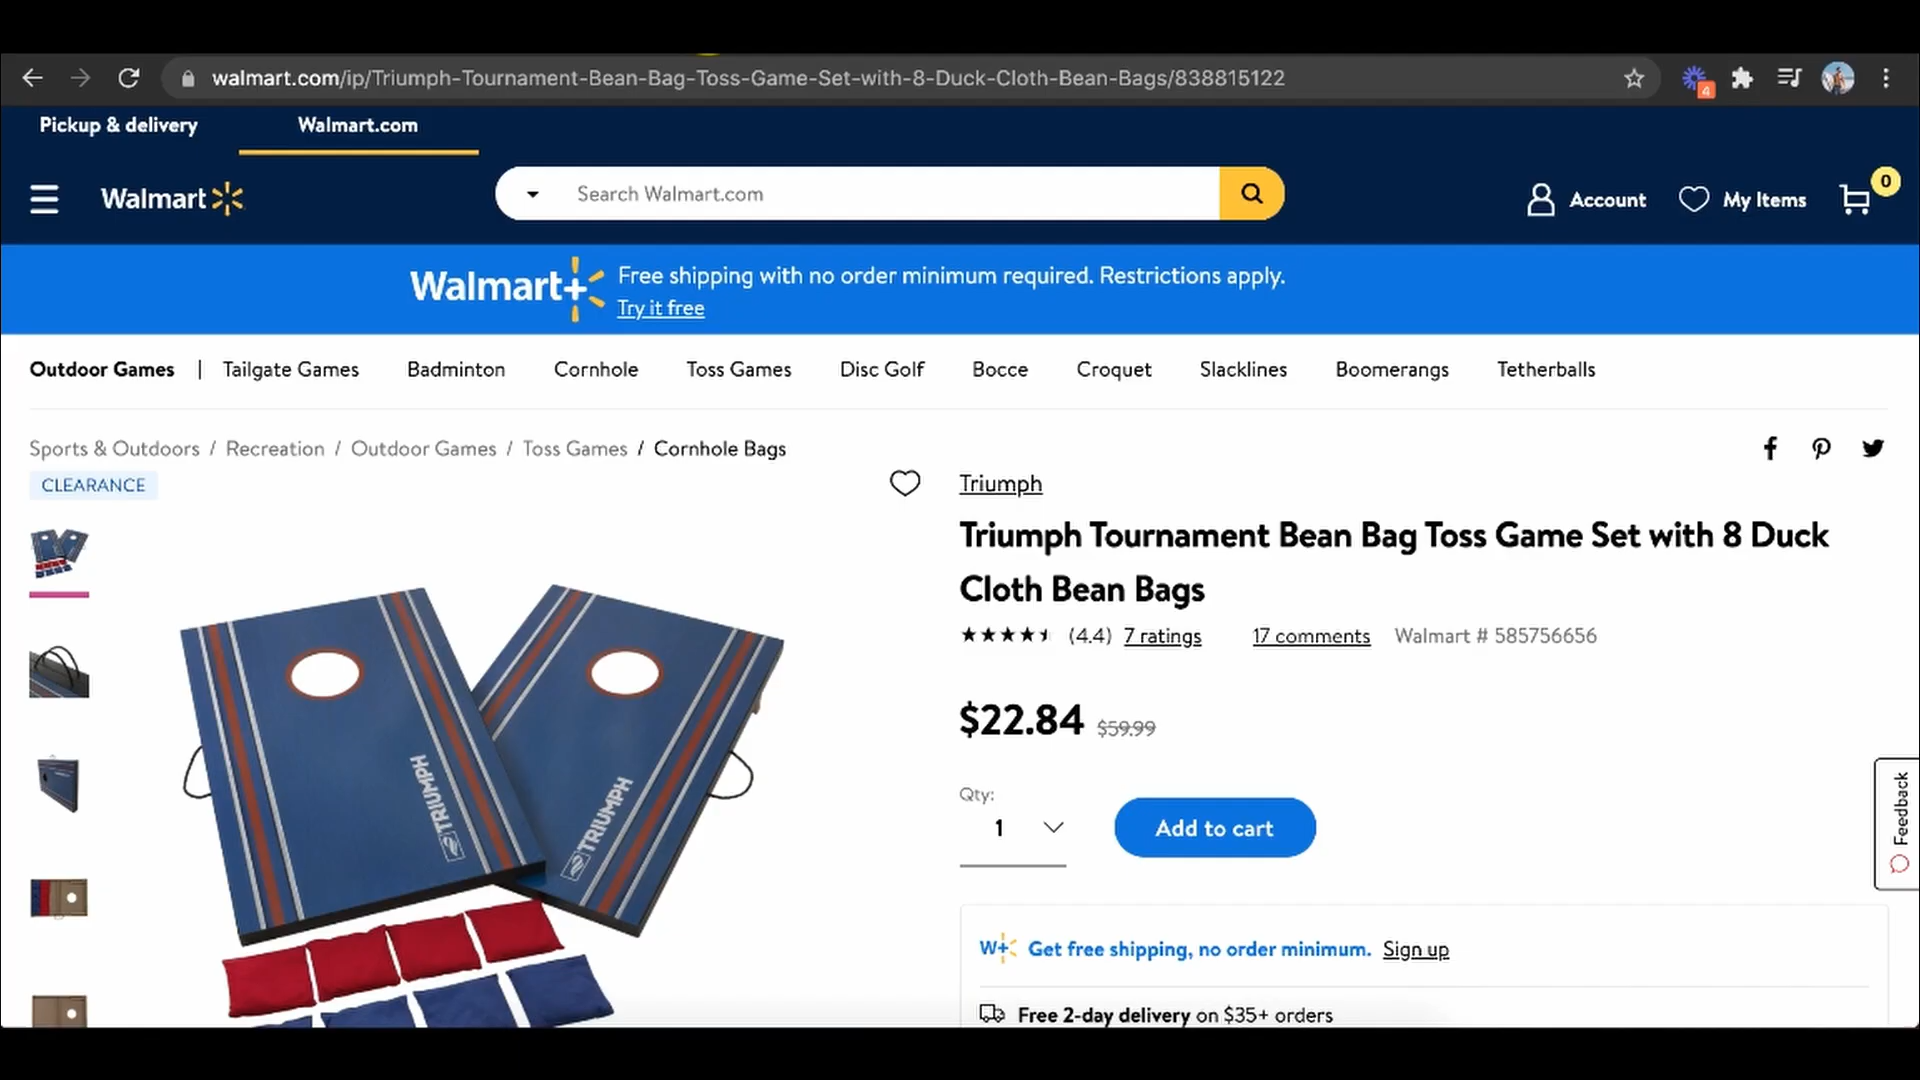 walmart.com/ip/Triumph-Tournament-Bean-Bag-Toss-Game-Set-with-8-Duck-Cloth-Bean-Bags/838815122
4
Pickup & delivery
Walmart.com
Walmart
Search Walmart.com
Account
My Items
0
Walmart+
Free shipping with no order minimum required. Restrictions apply.
Try it free
Outdoor Games | Tailgate Games Badminton Cornhole Toss Games Disc Golf Bocce Croquet Slacklines Boomerangs Tetherballs
Sports & Outdoors / Recreation / Outdoor Games / Toss Games / Cornhole Bags
CLEARANCE
TRIUMPH
TRIUMPH
Triumph
Triumph Tournament Bean Bag Toss Game Set with 8 Duck
Cloth Bean Bags
(4.4) 7 ratings 17 comments Walmart # 585756656
$22.84 $59.99
Qty:
1
Add to cart
Feedback
W+ Get free shipping, no order minimum. Sign up
Free 2-day delivery on $35+ orders